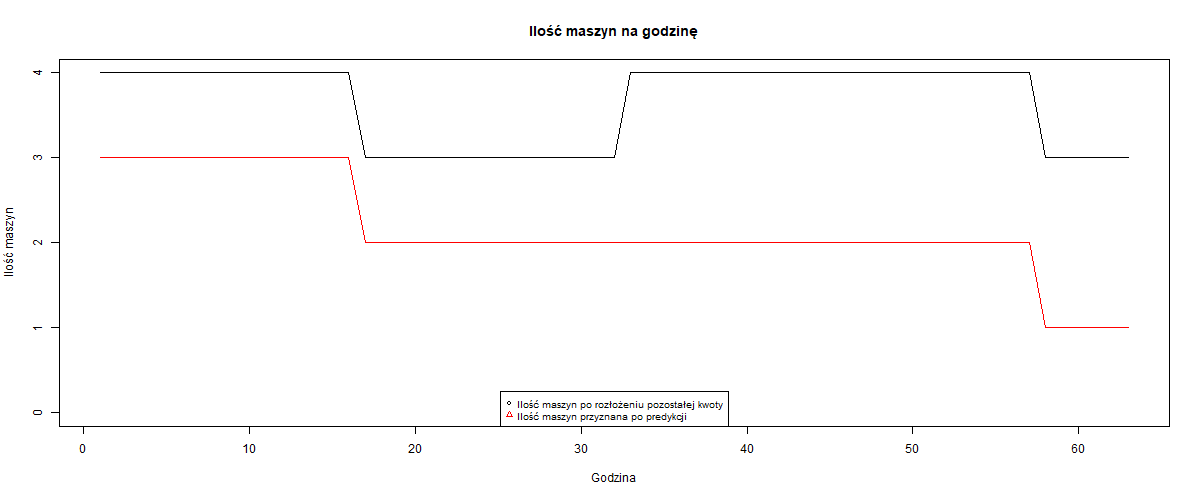 Ilość maszyn na godzinę
Ilość maszyn
4
3
2
1
0
Ilość maszyn po rozłożeniu pozostałej kwoty
Ilość maszyn przyznana po predykcji
0 10 20 30 40 50 60
Godzina